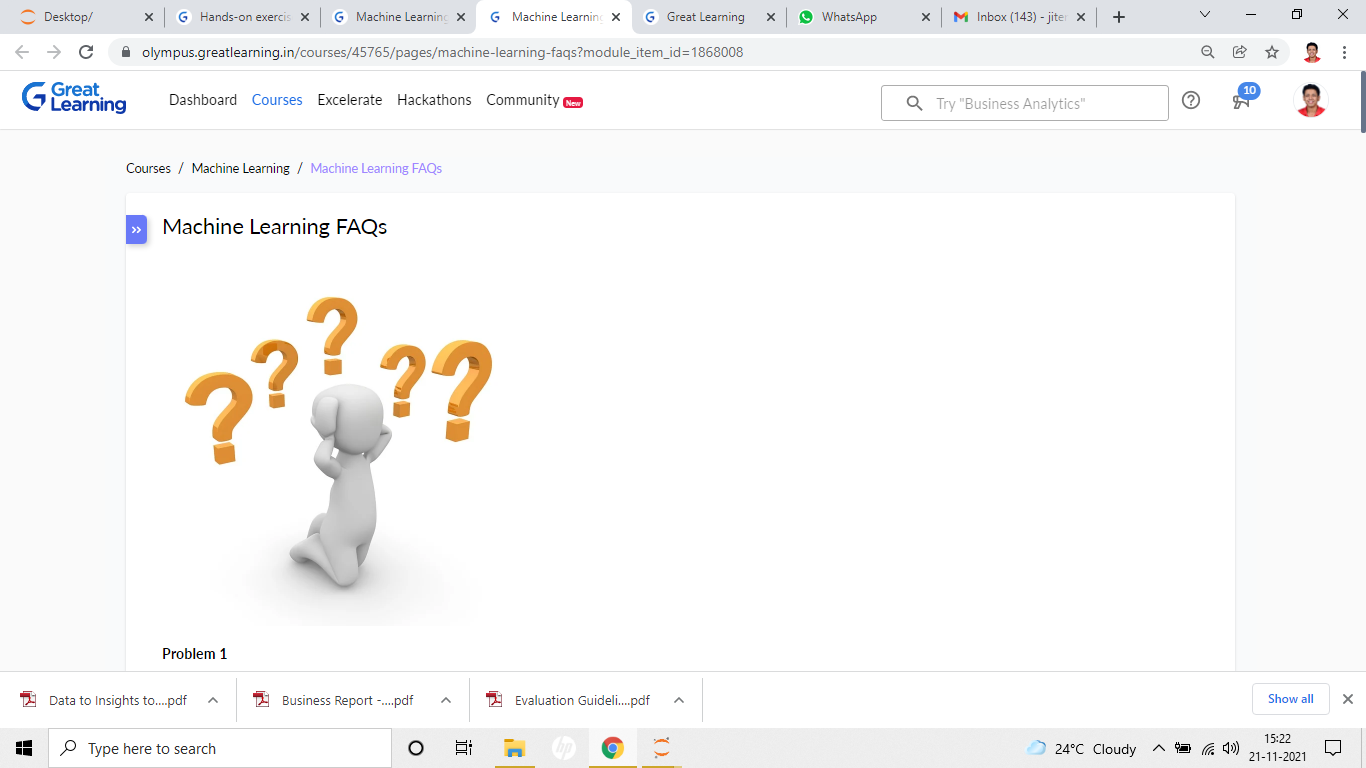 Desktop/
Hands-on exercis
Machine Learning
Machine Learning
Great Learning
WhatsApp
Inbox (143) - jiter
olympus.greatlearning.in/courses/45765/pages/machine-learning-faqs?module_item_id=1868008
Great Learning
Dashboard Courses Excelerate Hackathons Community New
Try "Business Analytics"
10
Courses / Machine Learning / Machine Learning FAQs
Machine Learning FAQs
Problem 1
Data to Insights to....pdf
Business Report -....pdf
Evaluation Guideli....pdf
Show all
Type here to search
hp
24°C Cloudy
15:22
21-11-2021